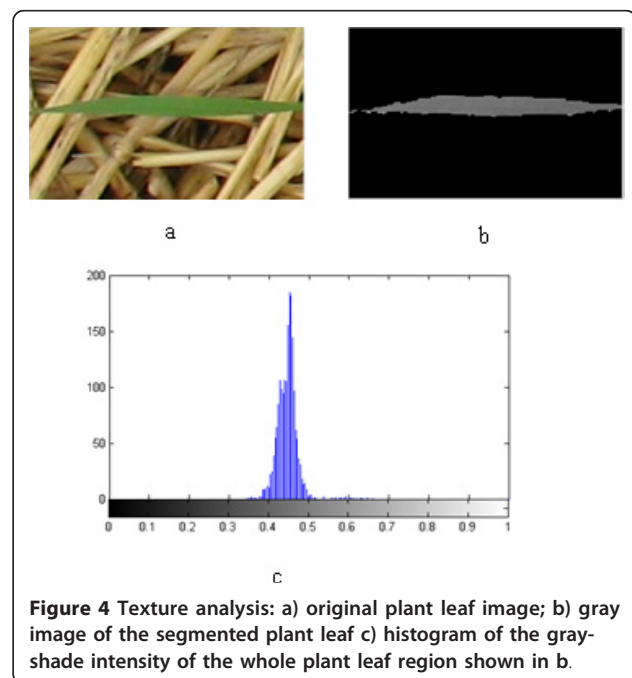 a
b
200
150
100
50
0
0 0.1 0.2 0.3 0.4 0.5 0.6 0.7 0.8 0.9 1
c
Figure 4 Texture analysis: a) original plant leaf image; b) gray
image of the segmented plant leaf c) histogram of the gray-
shade intensity of the whole plant leaf region shown in b.